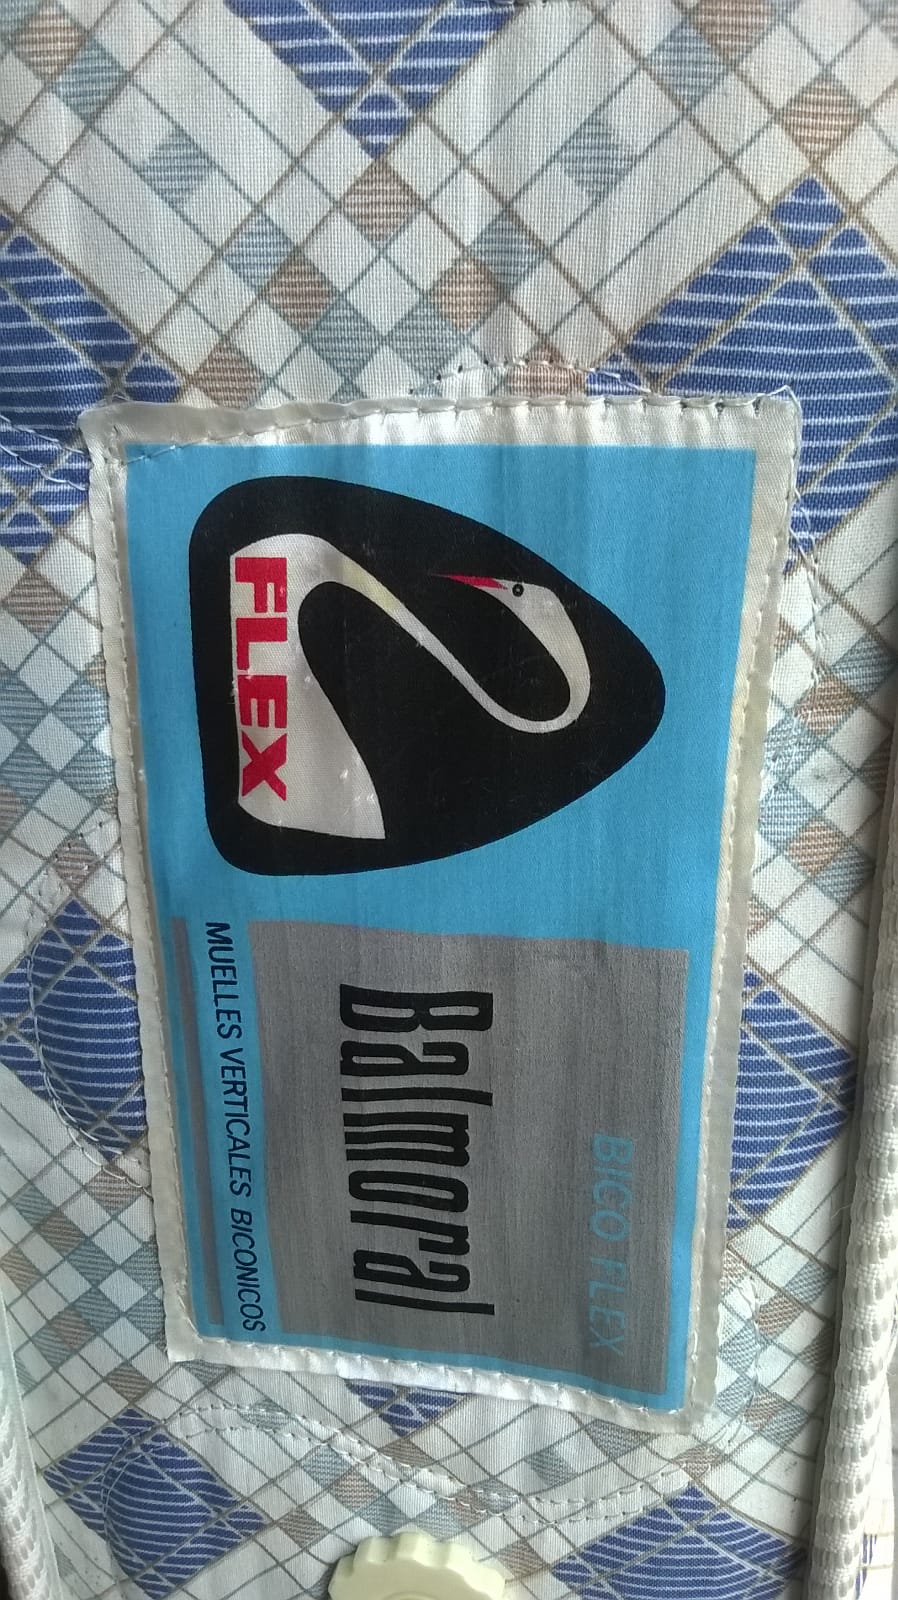 FLEX
BICO FLEX
Balmoral
MUELLES VERTICALES BICONICOS